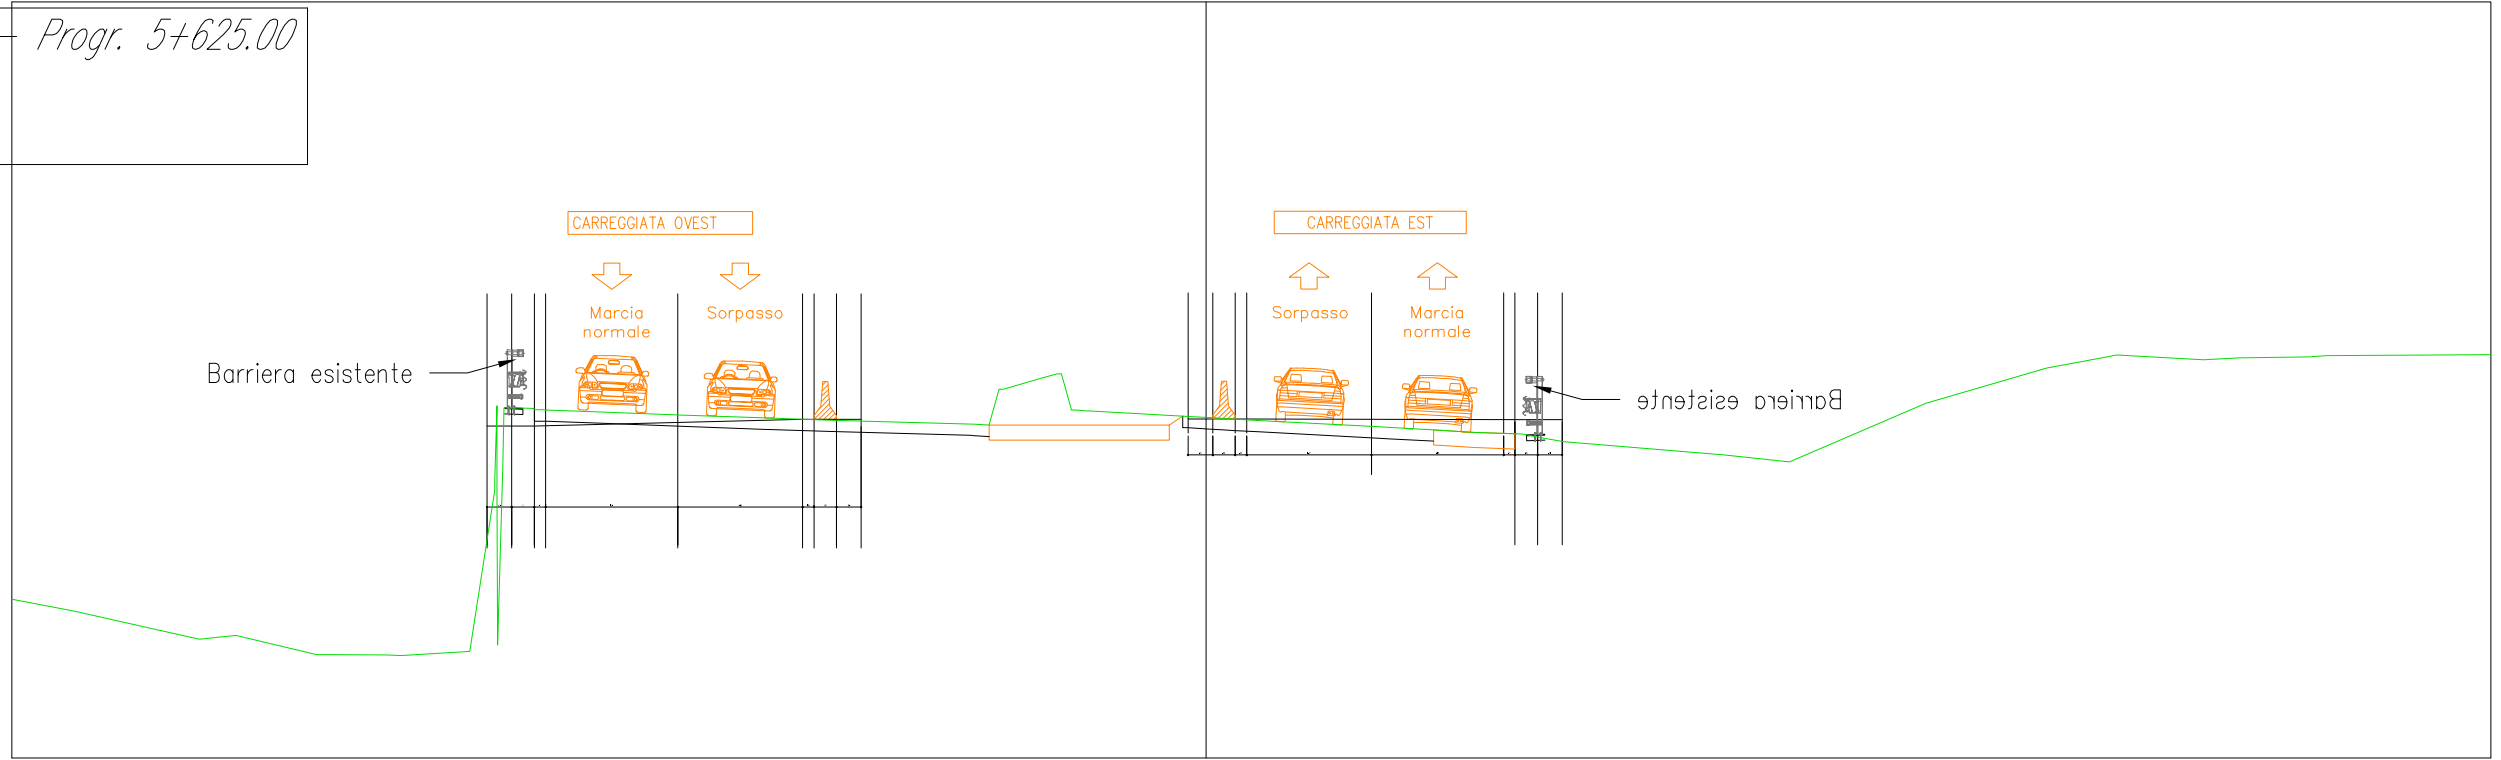 Progr. 5+625.00
CARREGGIATA OVEST
CARREGGIATA EST
Marcia
normale
Sorpasso
Sorpasso
Marcia
normale
Barriera esistente
Barriera esistente